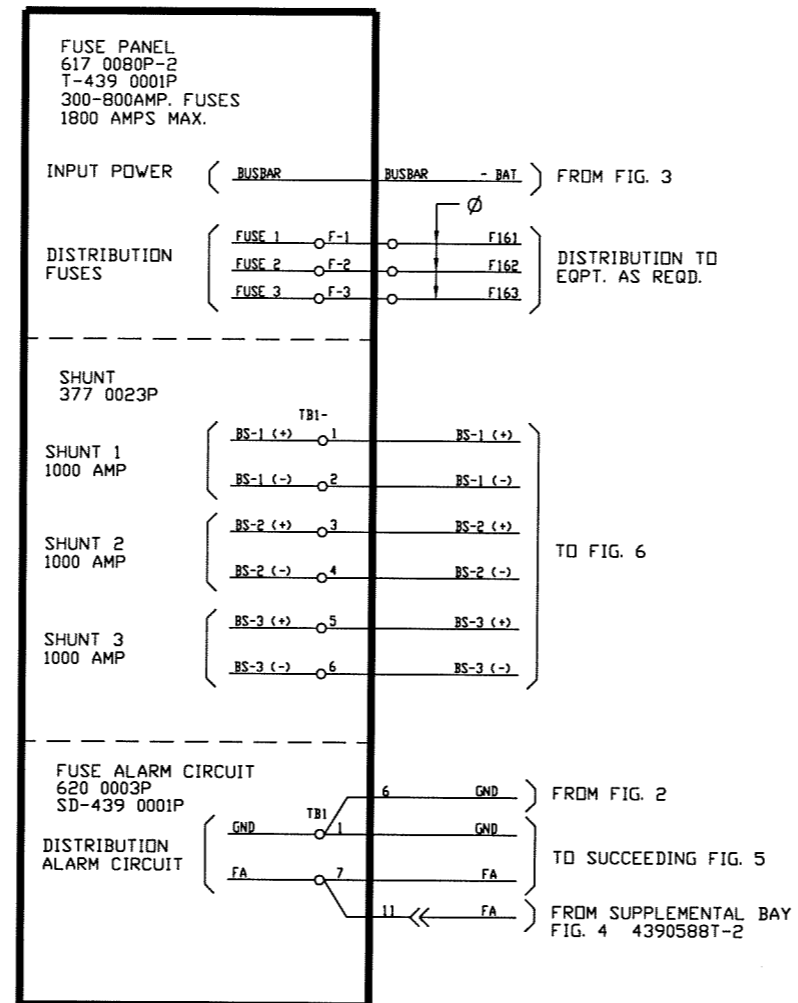 FUSE PANEL
617 0080P-2
T-439 0001P
300-800AMP. FUSES
1800 AMPS MAX.
INPUT POWER BUSBAR BUSBAR - BAT FROM FIG. 3
Ø
DISTRIBUTION
FUSES
FUSE 1 F-1 F161
FUSE 2 F-2 F162
FUSE 3 F-3 F163
DISTRIBUTION TO
EQPT. AS REQD.
SHUNT
377 0023P
TB1-
SHUNT 1
1000 AMP
BS-1 (+) 1 BS-1 (+)
BS-1 (-) 2 BS-1 (-)
SHUNT 2
1000 AMP
BS-2 (+) 3 BS-2 (+)
BS-2 (-) 4 BS-2 (-)
TO FIG. 6
SHUNT 3
1000 AMP
BS-3 (+) 5 BS-3 (+)
BS-3 (-) 6 BS-3 (-)
FUSE ALARM CIRCUIT
620 0003P
SD-439 0001P
6 GND FROM FIG. 2
TB1
DISTRIBUTION
ALARM CIRCUIT
GND 1 GND
FA 7 FA
TO SUCCEEDING FIG. 5
11 FA FROM SUPPLEMENTAL BAY
FIG. 4 4390588T-2